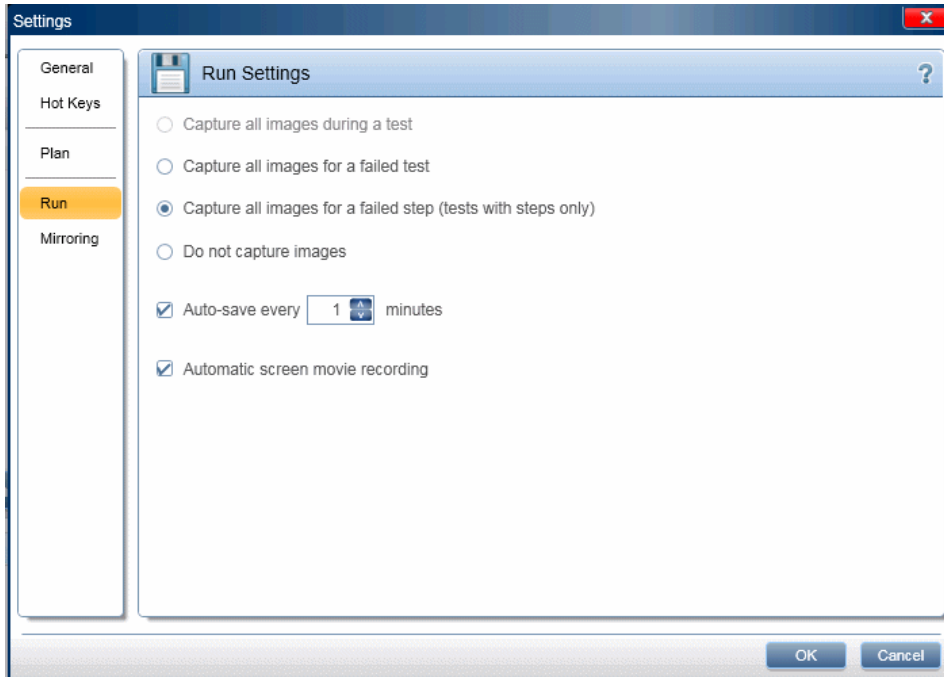 Settings
General
Hot Keys
Plan
Run
Mirroring
Run Settings
?
Capture all images during a test
Capture all images for a failed test
Capture all images for a failed step (tests with steps only)
Do not capture images
Auto-save every 1 minutes
Automatic screen movie recording
OK Cancel